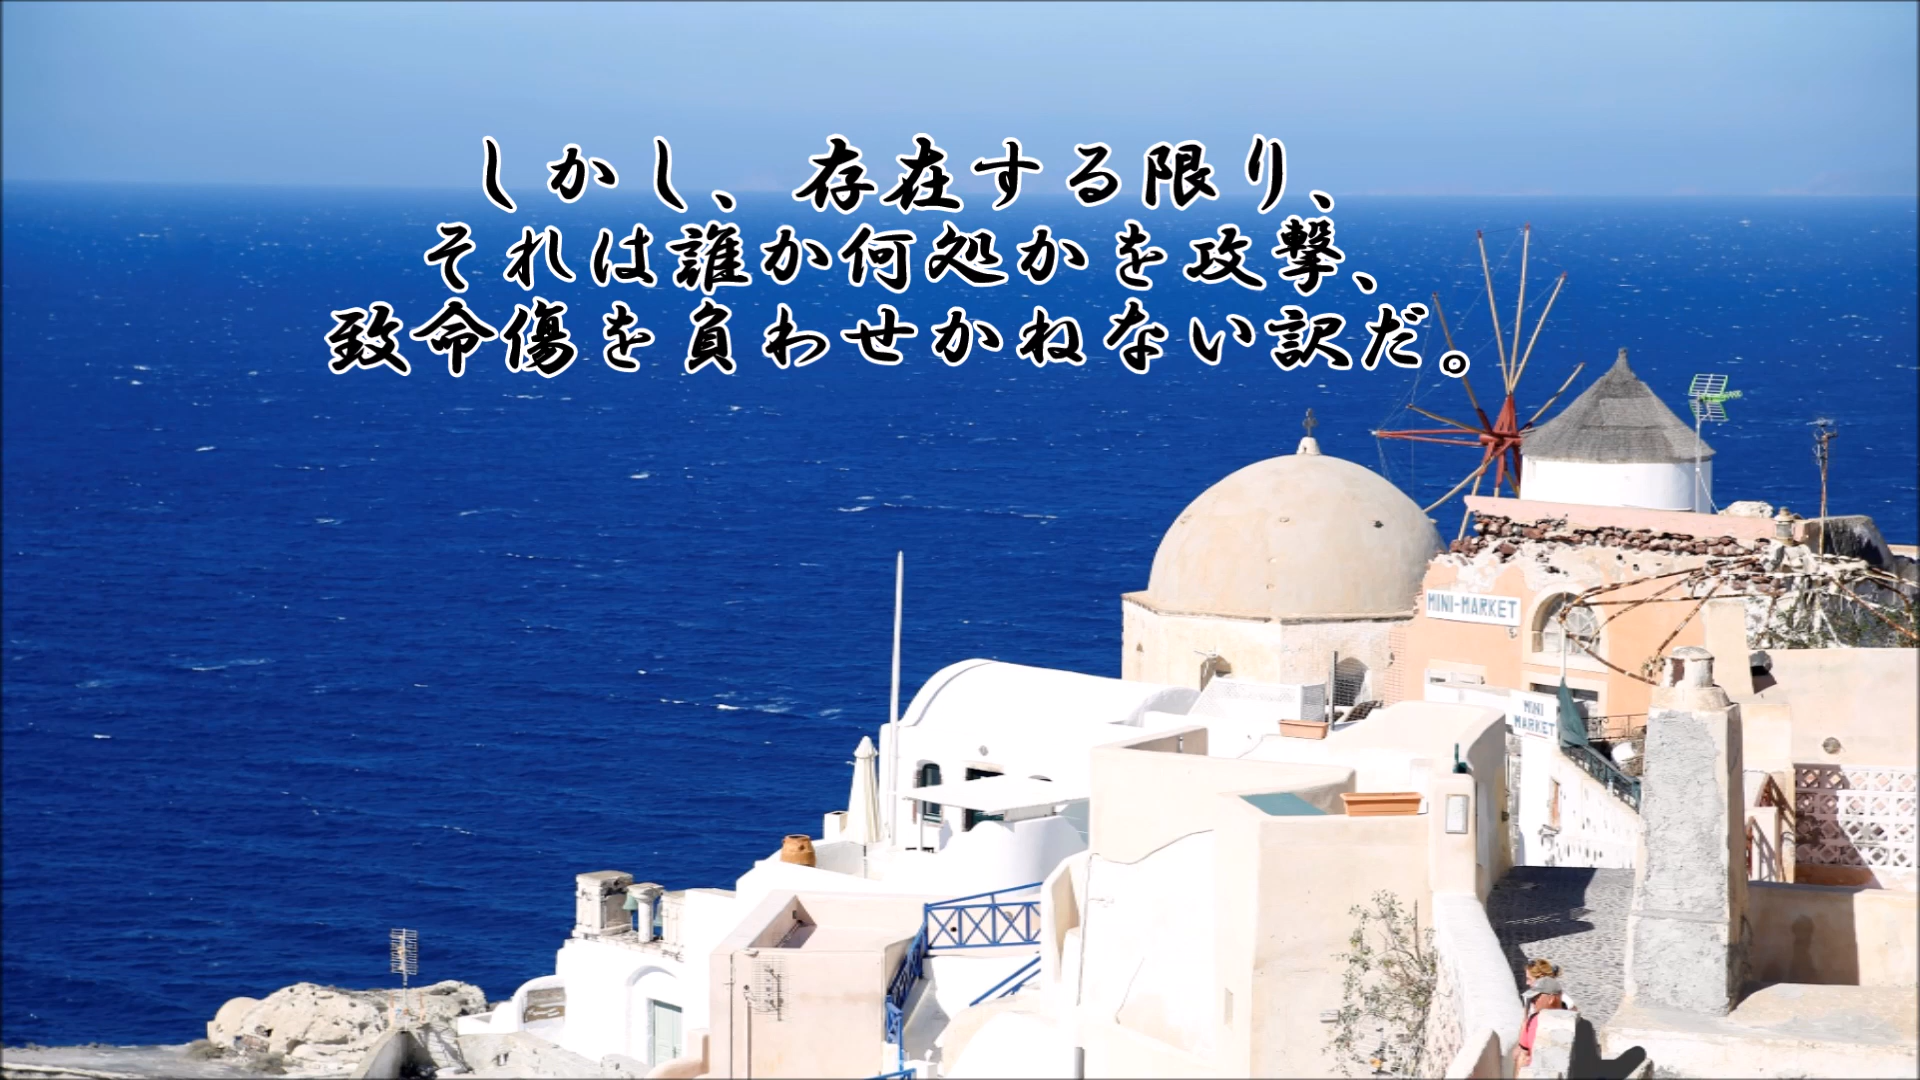 しかし、存在する限り、
それは誰か何処かを攻撃、
致命傷を負わせかねない訳だ。
MINI-MARKET
MINI
MARKET